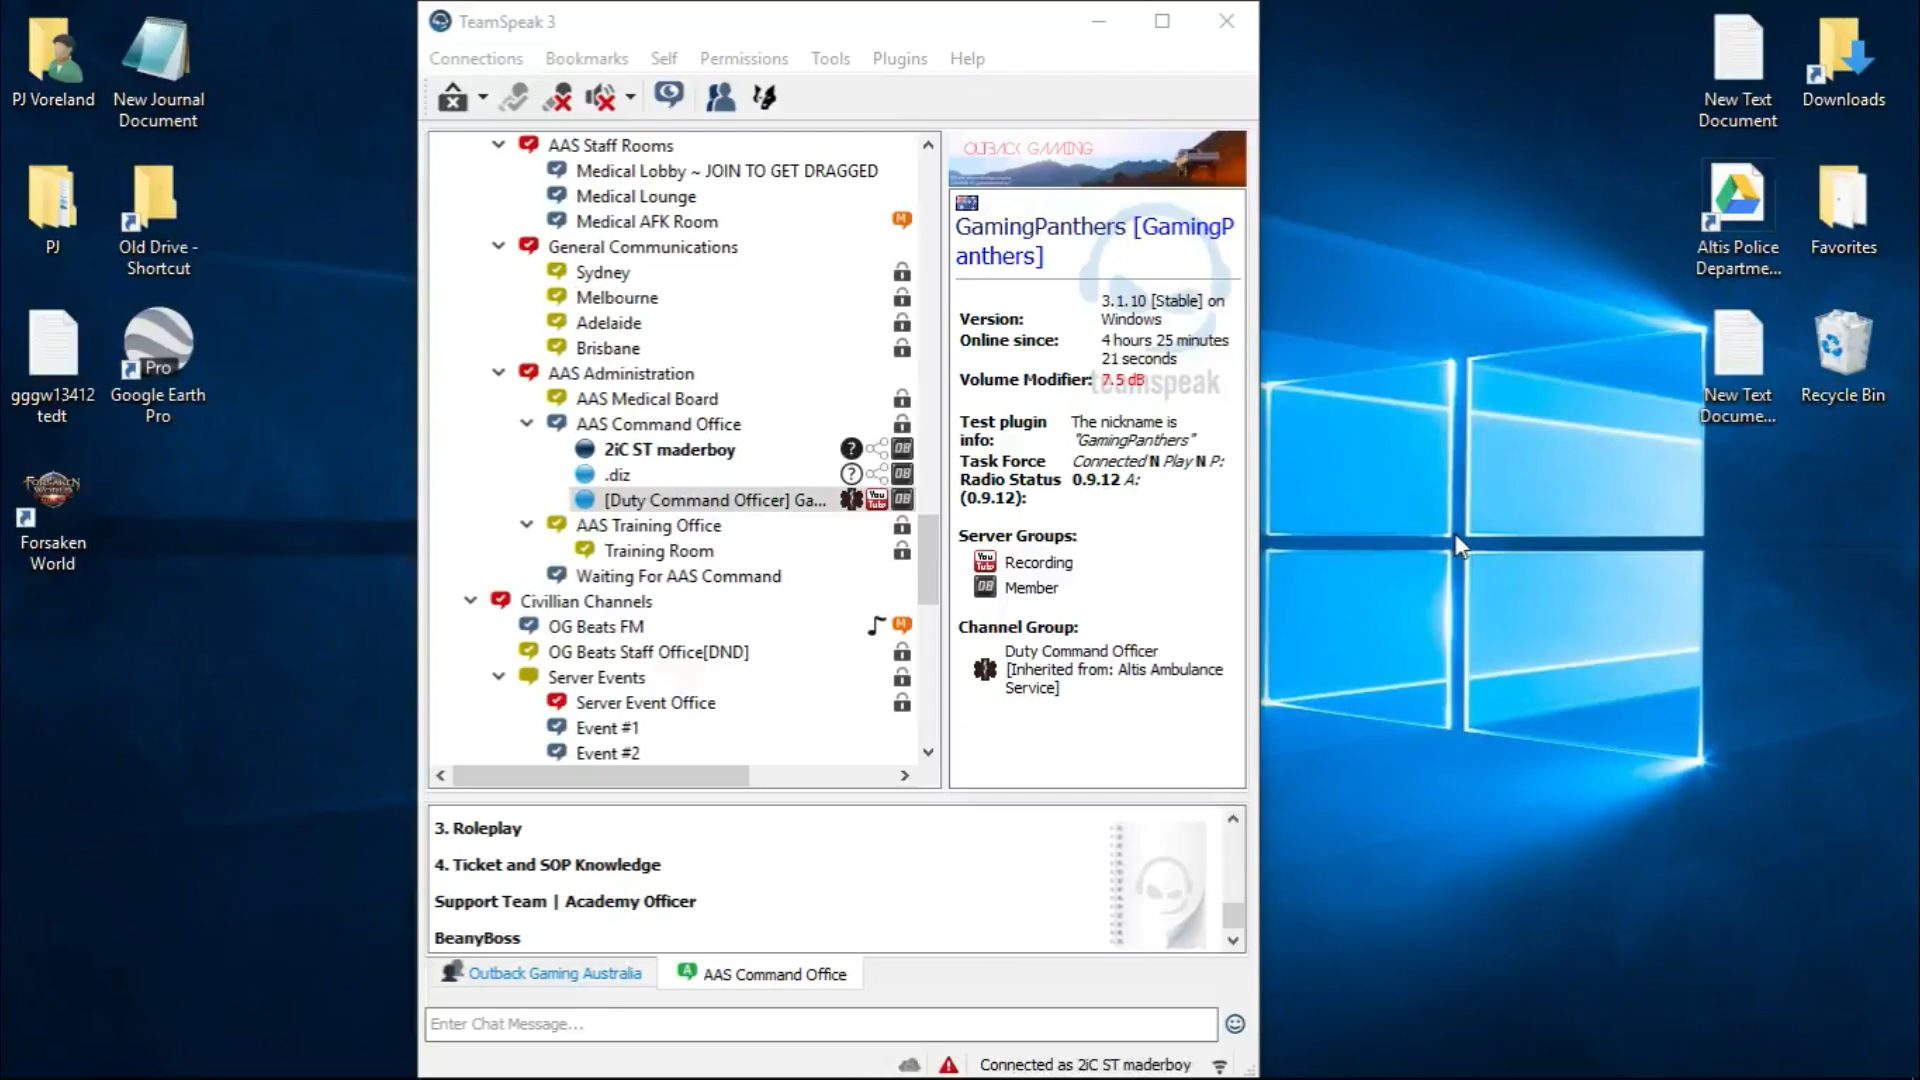 PJ Voreland
New Journal
Document
PJ
Old Drive -
Shortcut
gggw13412
tedt
Pro
Google Earth
Pro
FORSAKEN
WORLD
Forsaken
World
TeamSpeak 3
Connections Bookmarks Self Permissions Tools Plugins Help
AAS Staff Rooms
Medical Lobby ~ JOIN TO GET DRAGGED
Medical Lounge
Medical AFK Room
General Communications
Sydney
Melbourne
Adelaide
Brisbane
AAS Administration
AAS Medical Board
AAS Command Office
2iC ST maderboy
.diz
[Duty Command Officer] Ga...
AAS Training Office
Training Room
Waiting For AAS Command
Civillian Channels
OG Beats FM
OG Beats Staff Office[DND]
Server Events
Server Event Office
Event #1
Event #2
OUTBACK GAMING
GamingPanthers [GamingP
anthers]
teamspeak
Version: 3.1.10 [Stable] on
Windows
Online since: 4 hours 25 minutes
21 seconds
Volume Modifier: 7.5 dB
Test plugin info: The nickname is
"GamingPanthers"
Task Force Connected N Play N P:
Radio Status 0.9.12 A:
(0.9.12):
Server Groups:
Recording
Member
Channel Group:
Duty Command Officer
[Inherited from: Altis Ambulance
Service]
3. Roleplay
4. Ticket and SOP Knowledge
Support Team | Academy Officer
BeanyBoss
Outback Gaming Australia
AAS Command Office
Enter Chat Message...
Connected as 2iC ST maderboy
New Text
Document
Downloads
Altis Police
Departme...
Favorites
New Text
Docume...
Recycle Bin